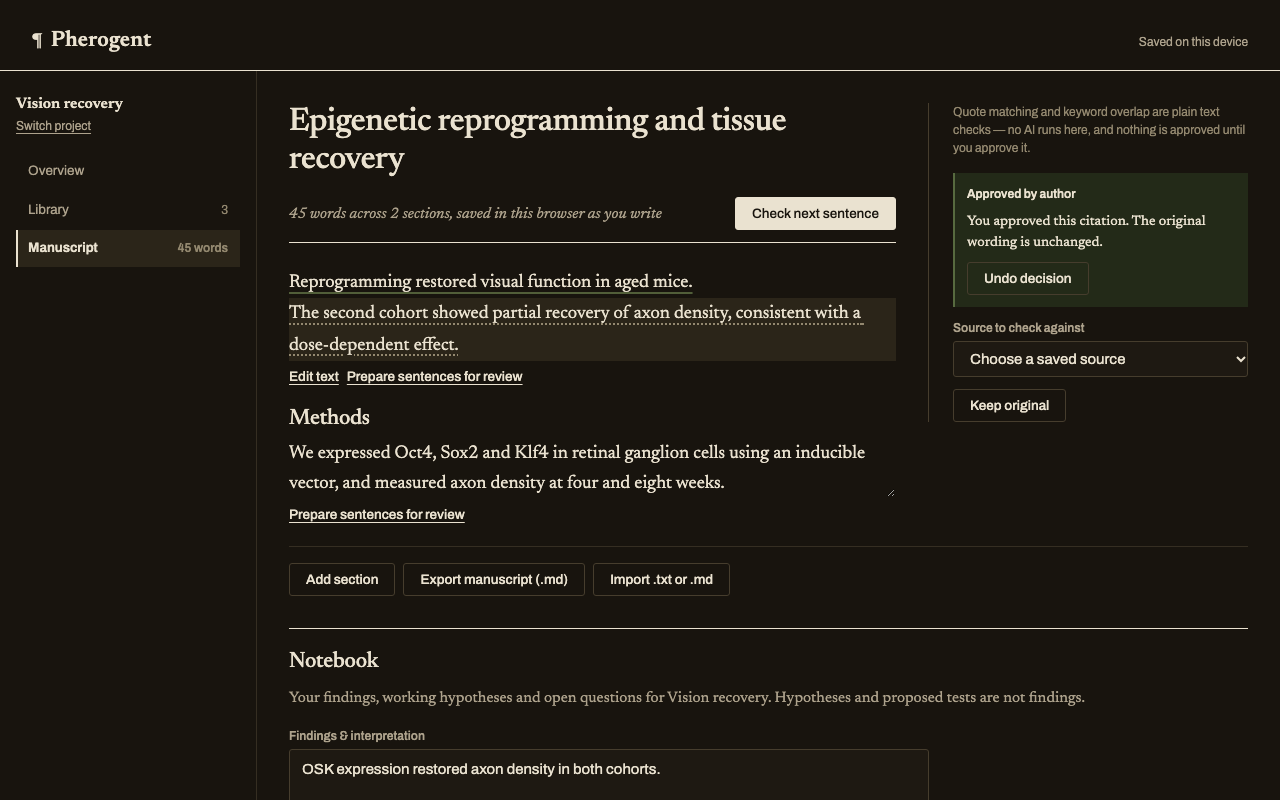 ¶ Pherogent
Saved on this device
Vision recovery
Switch project
Overview
Library 3
Manuscript 45 words
Epigenetic reprogramming and tissue
recovery
45 words across 2 sections, saved in this browser as you write
Check next sentence
Reprogramming restored visual function in aged mice.
The second cohort showed partial recovery of axon density, consistent with a
dose-dependent effect.
Edit text Prepare sentences for review
Methods
We expressed Oct4, Sox2 and Klf4 in retinal ganglion cells using an inducible
vector, and measured axon density at four and eight weeks.
Prepare sentences for review
Quote matching and keyword overlap are plain text
checks — no AI runs here, and nothing is approved until
you approve it.
Approved by author
You approved this citation. The original
wording is unchanged.
Undo decision
Source to check against
Choose a saved source
Keep original
Add section Export manuscript (.md) Import .txt or .md
Notebook
Your findings, working hypotheses and open questions for Vision recovery. Hypotheses and proposed tests are not findings.
Findings & interpretation
OSK expression restored axon density in both cohorts.